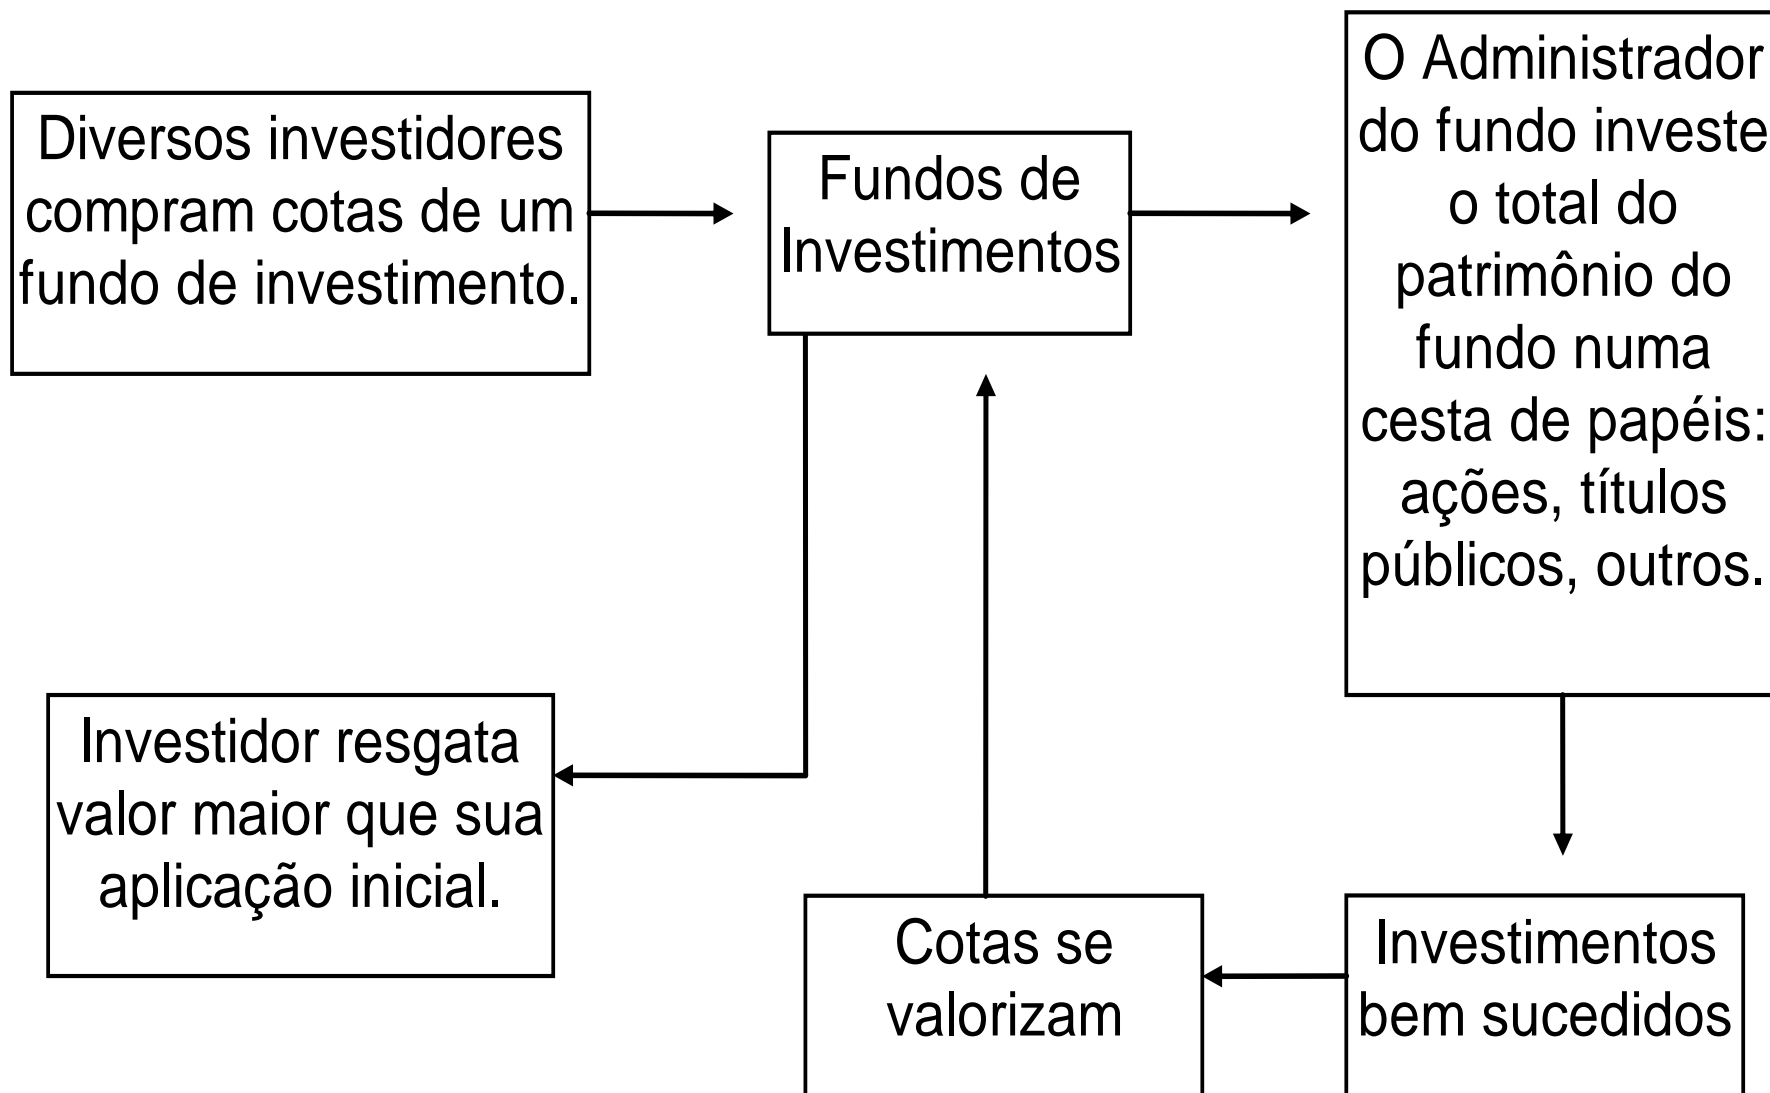 Diversos investidores
compram cotas de um
fundo de investimento.
Fundos de
Investimentos
O Administrador
do fundo investe
o total do
patrimônio do
fundo numa
cesta de papéis:
ações, títulos
públicos, outros.
Investidor resgata
valor maior que sua
aplicação inicial.
Cotas se
valorizam
Investimentos
bem sucedidos